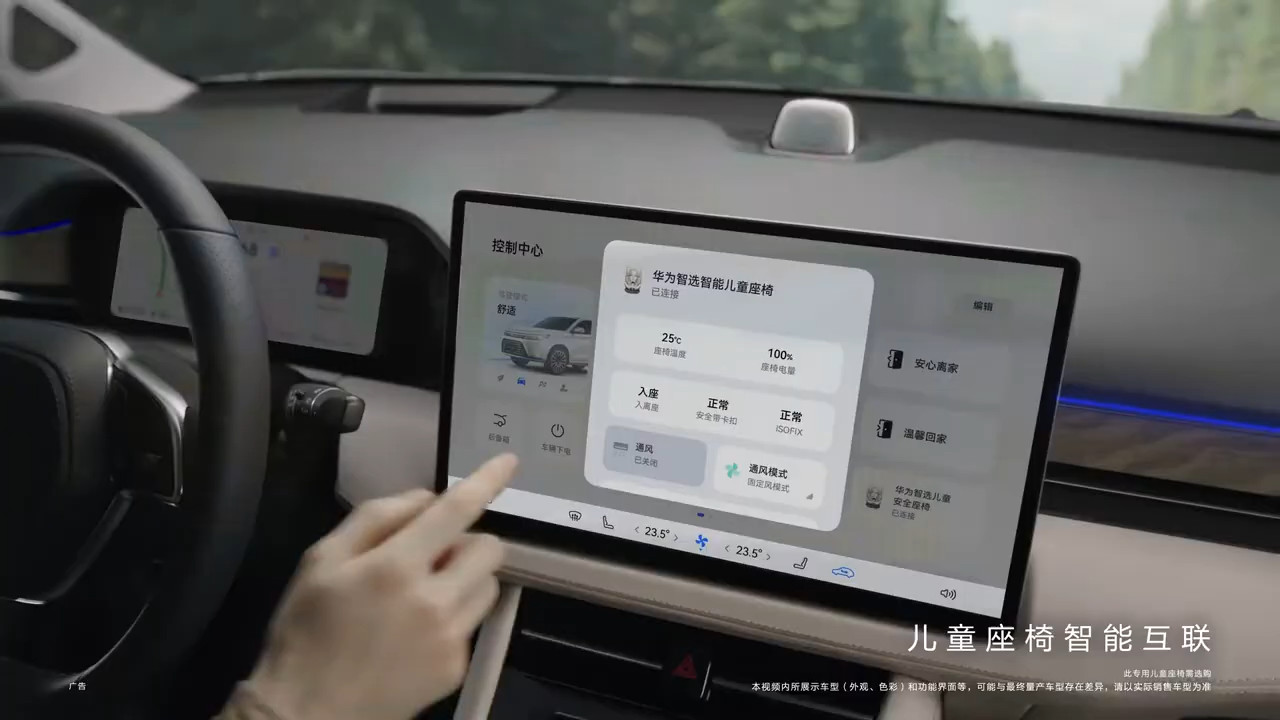 控制中心
编辑
驾驶模式
舒适
后备箱
车辆下电
华为智选智能儿童座椅
已连接
25℃
座椅温度
100%
座椅电量
入座
入离座
正常
安全带卡扣
正常
ISOFIX
通风
已关闭
通风模式
固定风模式
安心离家
温馨回家
华为智选儿童
安全座椅
已连接
< 23.5° >
< 23.5° >
儿童座椅智能互联
此专用儿童座椅需选购
本视频内所展示车型（外观、色彩）和功能界面等，可能与最终量产车型存在差异，请以实际销售车型为准
广告